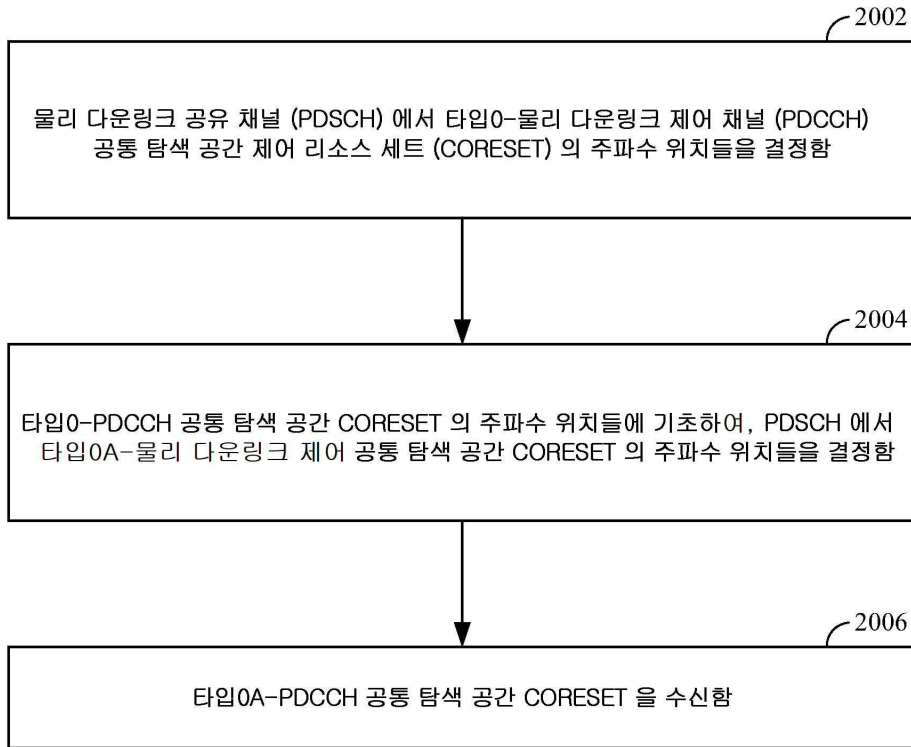 2002
물리 다운링크 공유 채널 (PDSCH) 에서 타입0-물리 다운링크 제어 채널 (PDCCH)
공통 탐색 공간 제어 리소스 세트 (CORESET) 의 주파수 위치들을 결정함
2004
타입0-PDCCH 공통 탐색 공간 CORESET 의 주파수 위치들에 기초하여, PDSCH 에서
타입0A-물리 다운링크 제어 공통 탐색 공간 CORESET 의 주파수 위치들을 결정함
2006
타입0A-PDCCH 공통 탐색 공간 CORESET 을 수신함